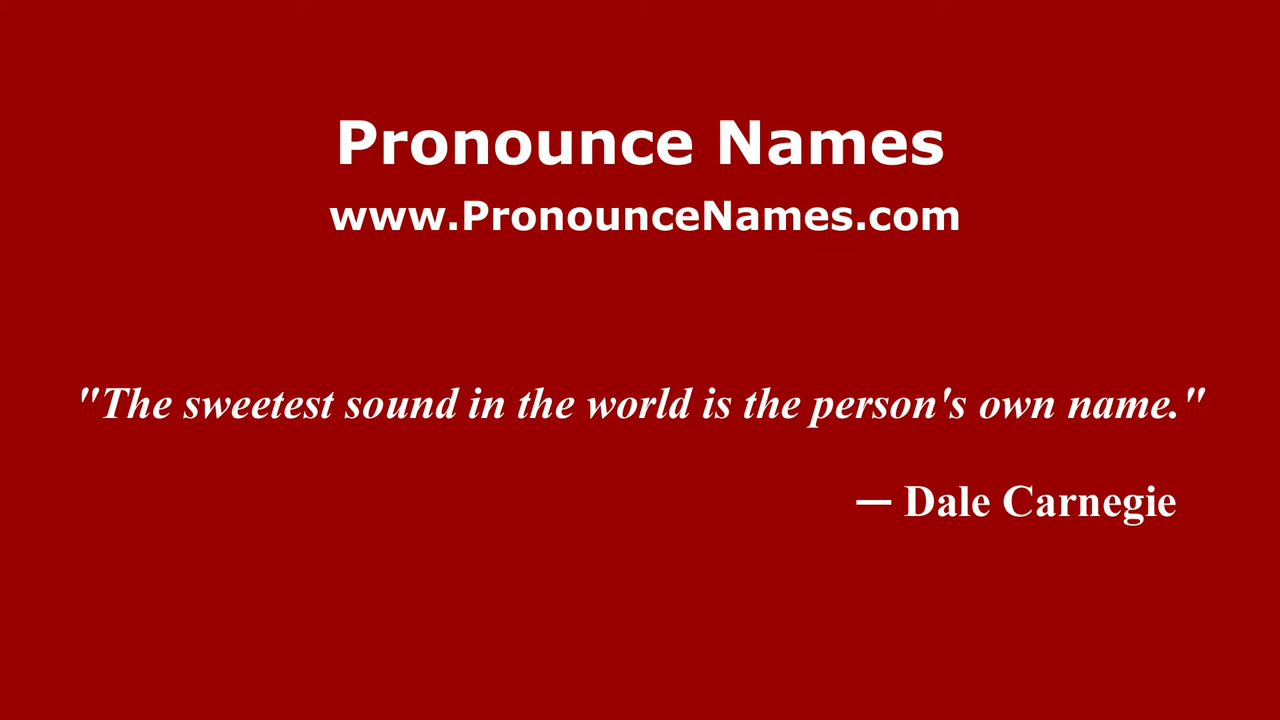 Pronounce Names
www.PronounceNames.com
"The sweetest sound in the world is the person's own name."
— Dale Carnegie